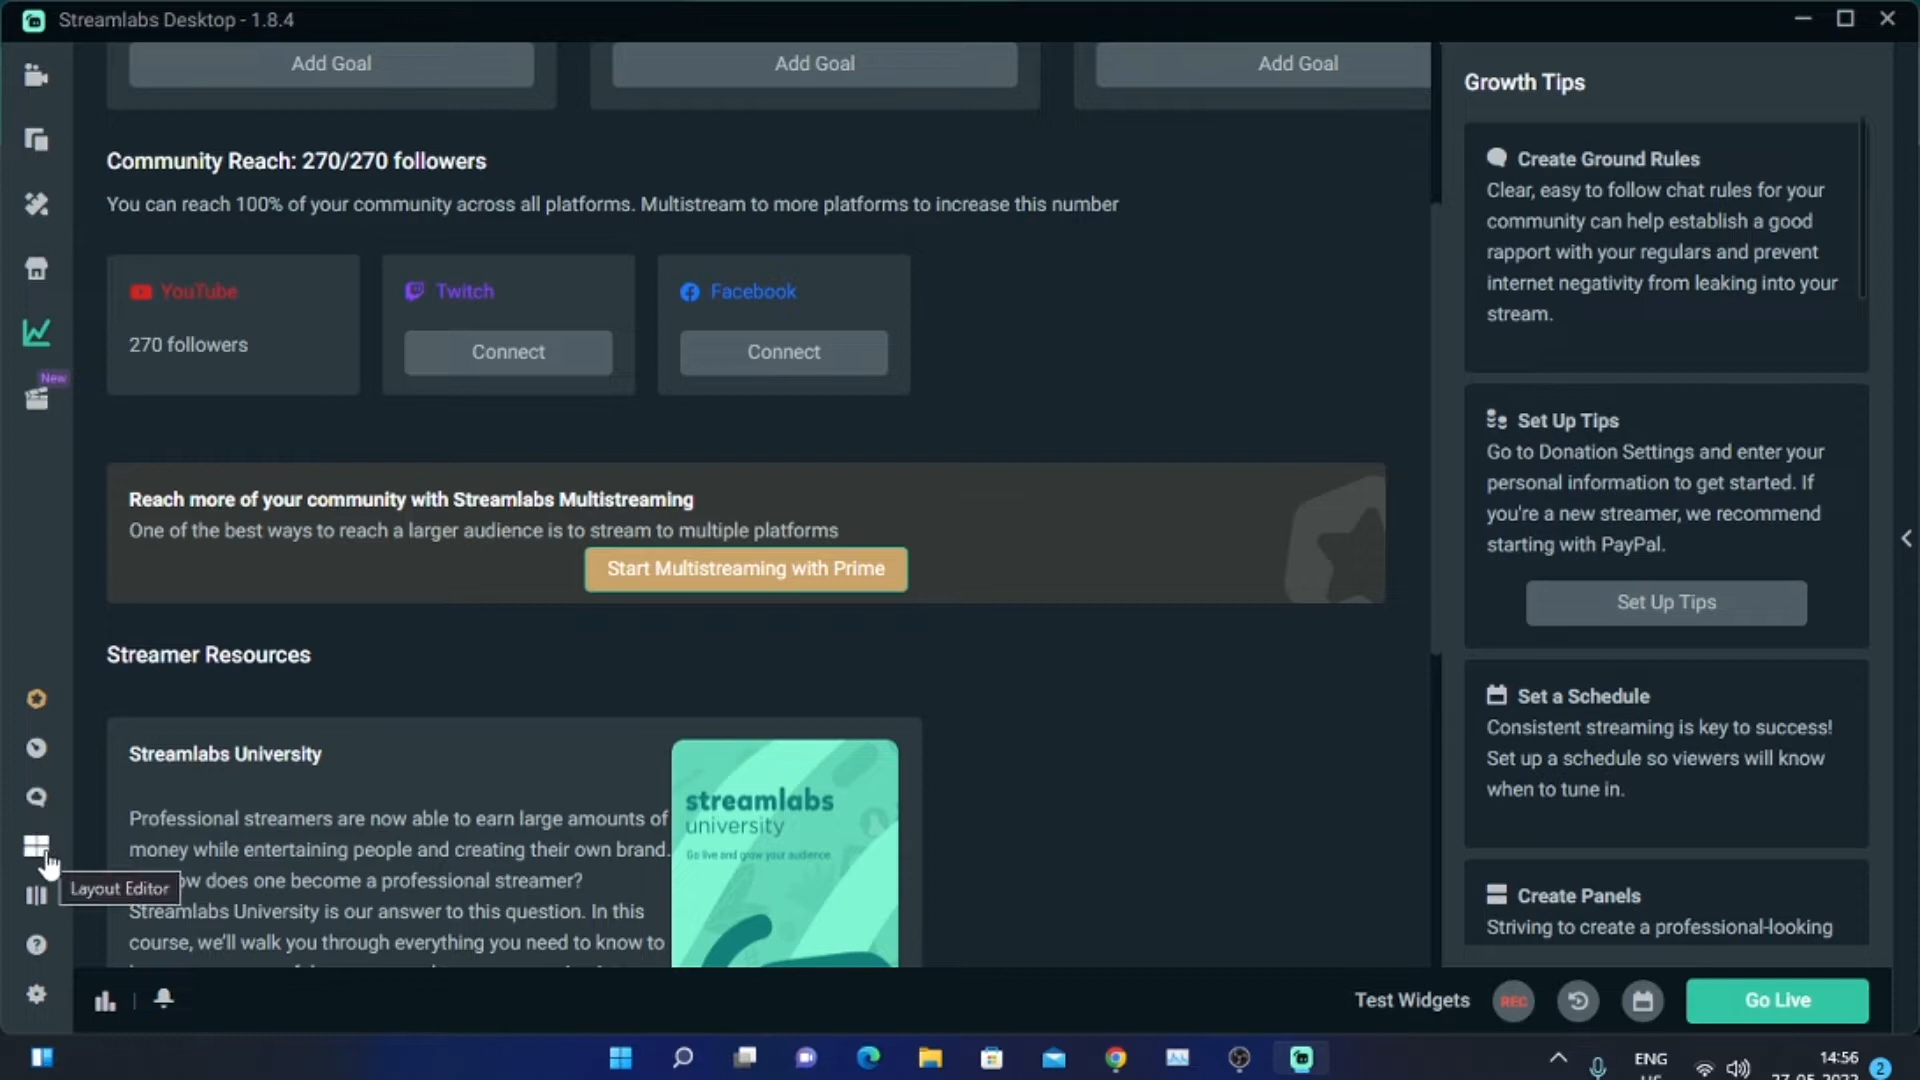 Streamlabs Desktop - 1.8.4
Add Goal
Add Goal
Add Goal
Community Reach: 270/270 followers
You can reach 100% of your community across all platforms. Multistream to more platforms to increase this number
YouTube
270 followers
Twitch
Connect
Facebook
Connect
New
Reach more of your community with Streamlabs Multistreaming
One of the best ways to reach a larger audience is to stream to multiple platforms
Start Multistreaming with Prime
Streamer Resources
Streamlabs University
Professional streamers are now able to earn large amounts of
money while entertaining people and creating their own brand.
ow does one become a professional streamer?
Streamlabs University is our answer to this question. In this
course, we'll walk you through everything you need to know to
streamlabs
university
Go live and grow your audience.
Layout Editor
Growth Tips
Create Ground Rules
Clear, easy to follow chat rules for your
community can help establish a good
rapport with your regulars and prevent
internet negativity from leaking into your
stream.
Set Up Tips
Go to Donation Settings and enter your
personal information to get started. If
you're a new streamer, we recommend
starting with PayPal.
Set Up Tips
Set a Schedule
Consistent streaming is key to success!
Set up a schedule so viewers will know
when to tune in.
Create Panels
Striving to create a professional-looking
Test Widgets
REC
Go Live
ENG
14:56
2